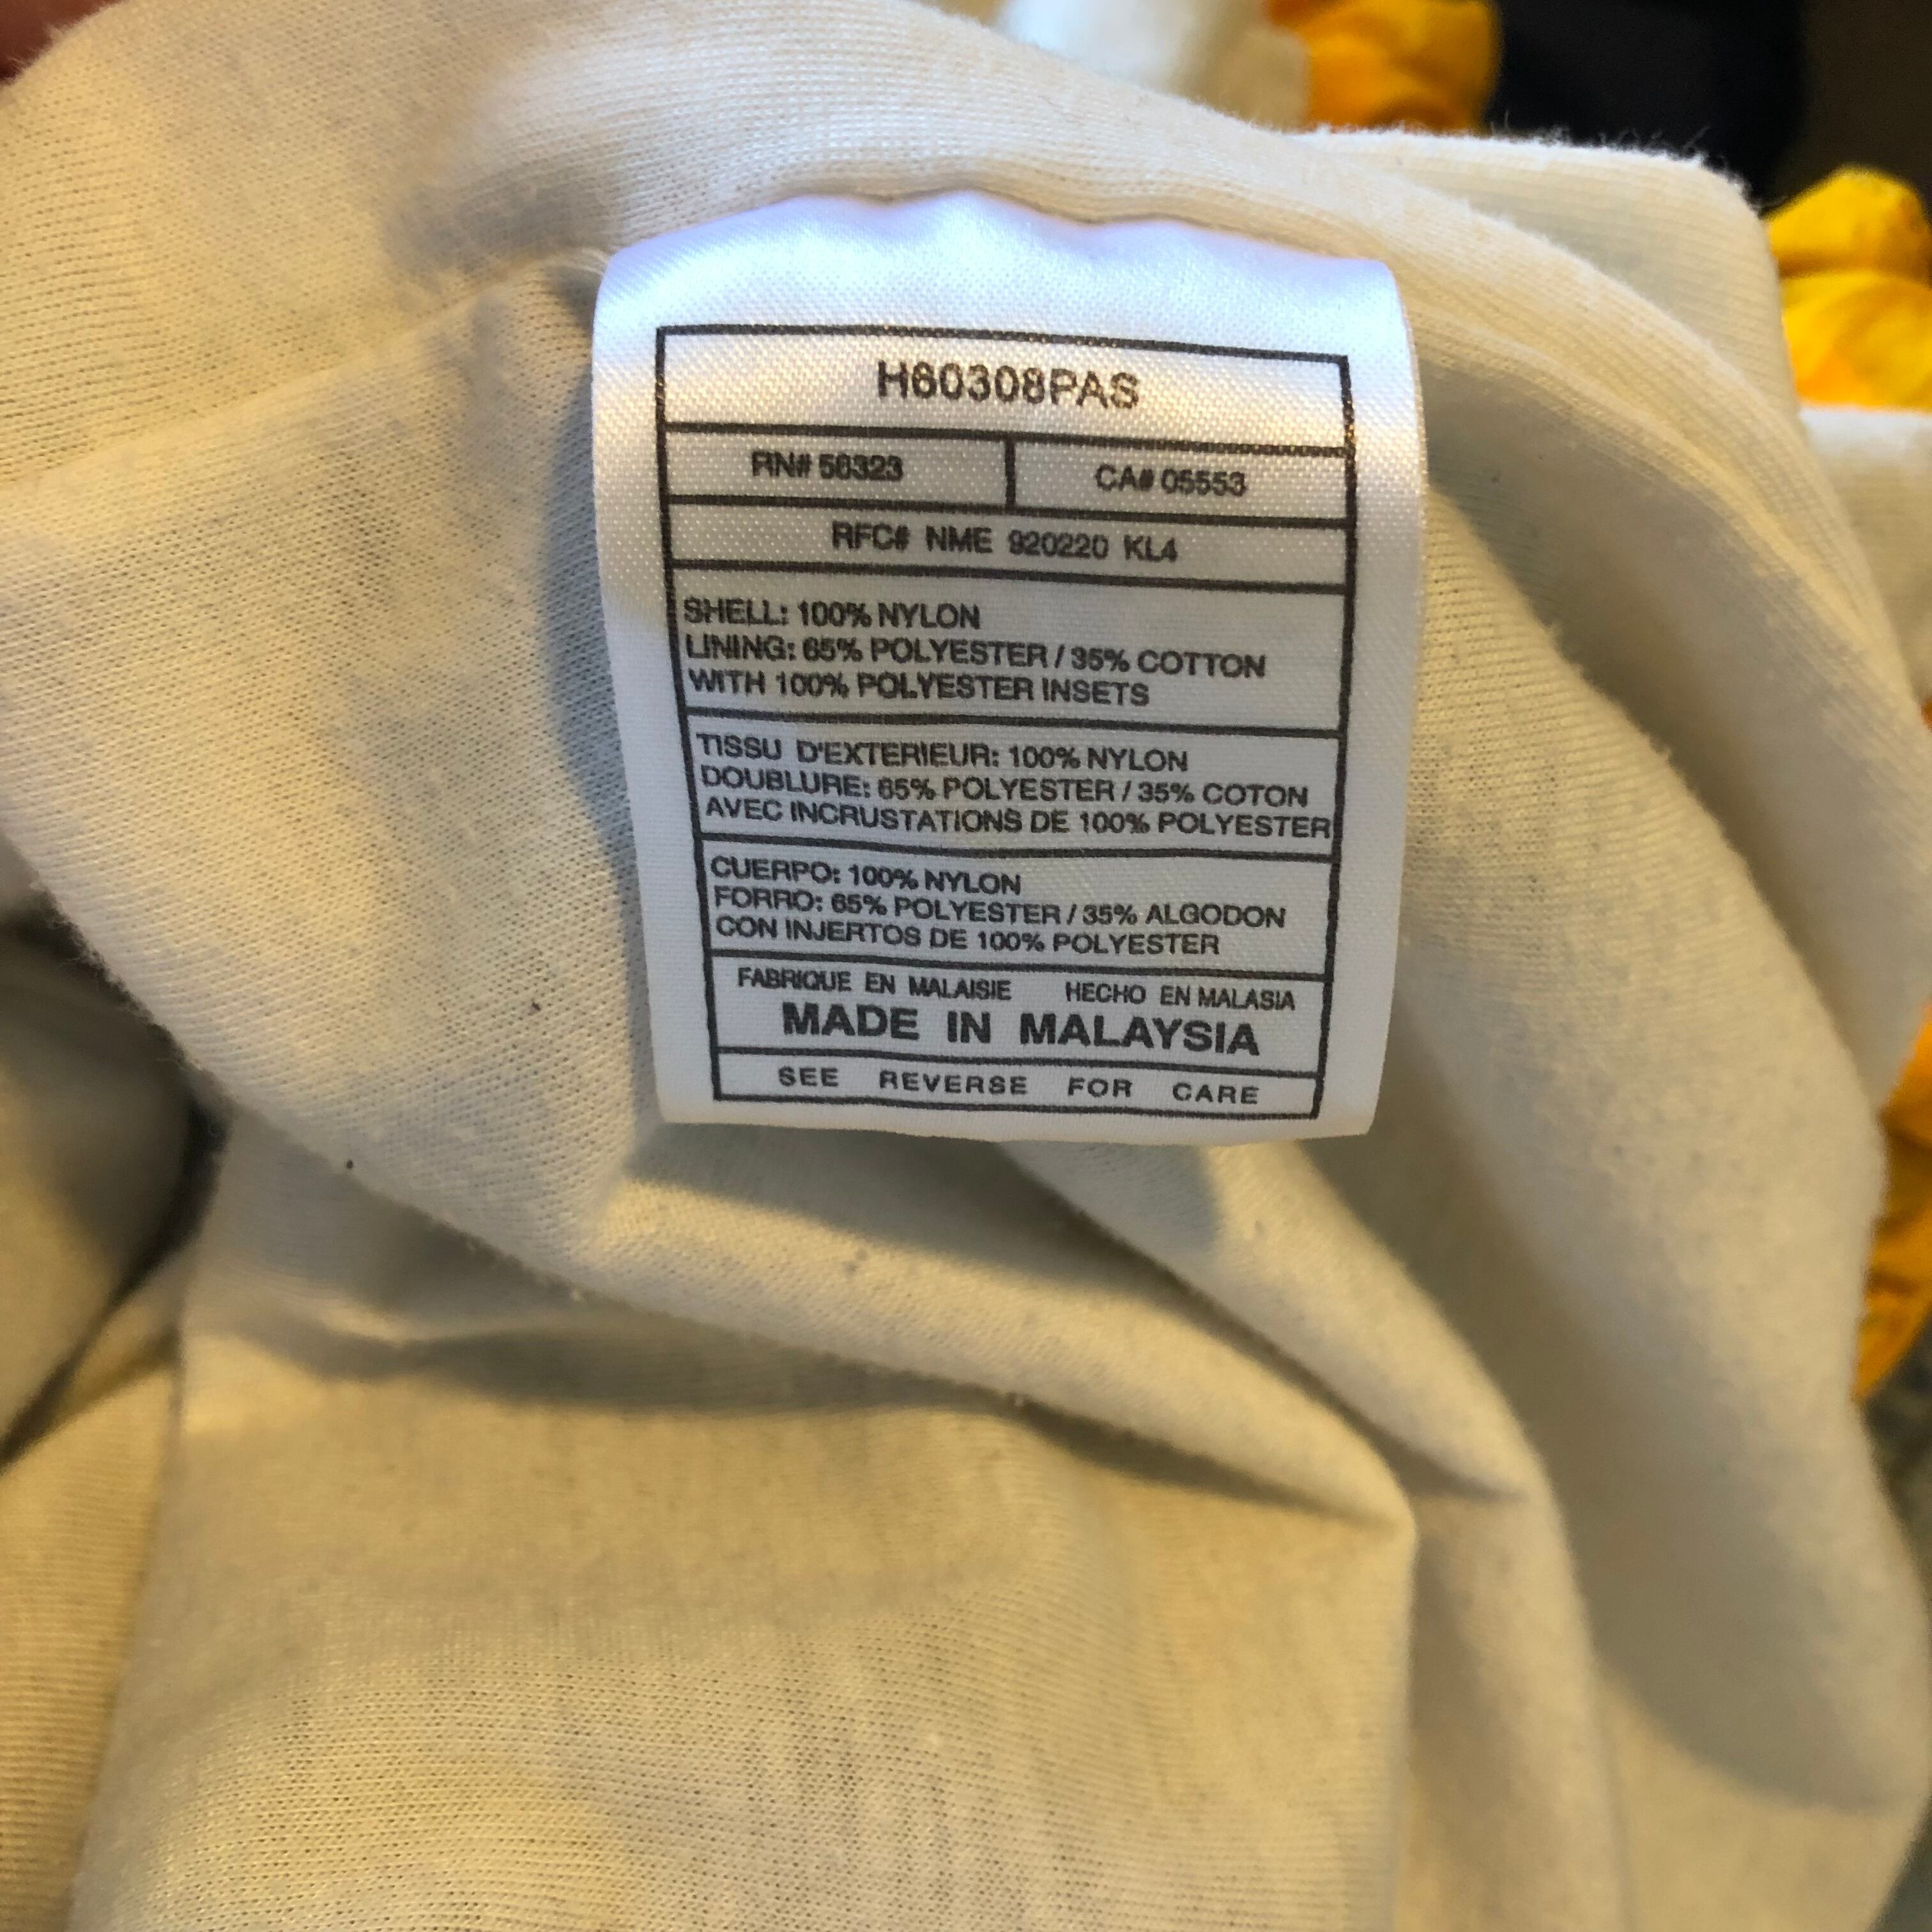 H60308PAS
RN# 56323
CA# 05553
RFC# NME 920220 KL4
SHELL: 100% NYLON
LINING: 65% POLYESTER / 35% COTTON
WITH 100% POLYESTER INSETS
TISSU D'EXTERIEUR: 100% NYLON
DOUBLURE: 65% POLYESTER / 35% COTON
AVEC INCRUSTATIONS DE 100% POLYESTER
CUERPO: 100% NYLON
FORRO: 65% POLYESTER / 35% ALGODON
CON INJERTOS DE 100% POLYESTER
FABRIQUE EN MALAISIE HECHO EN MALASIA
MADE IN MALAYSIA
SEE REVERSE FOR CARE